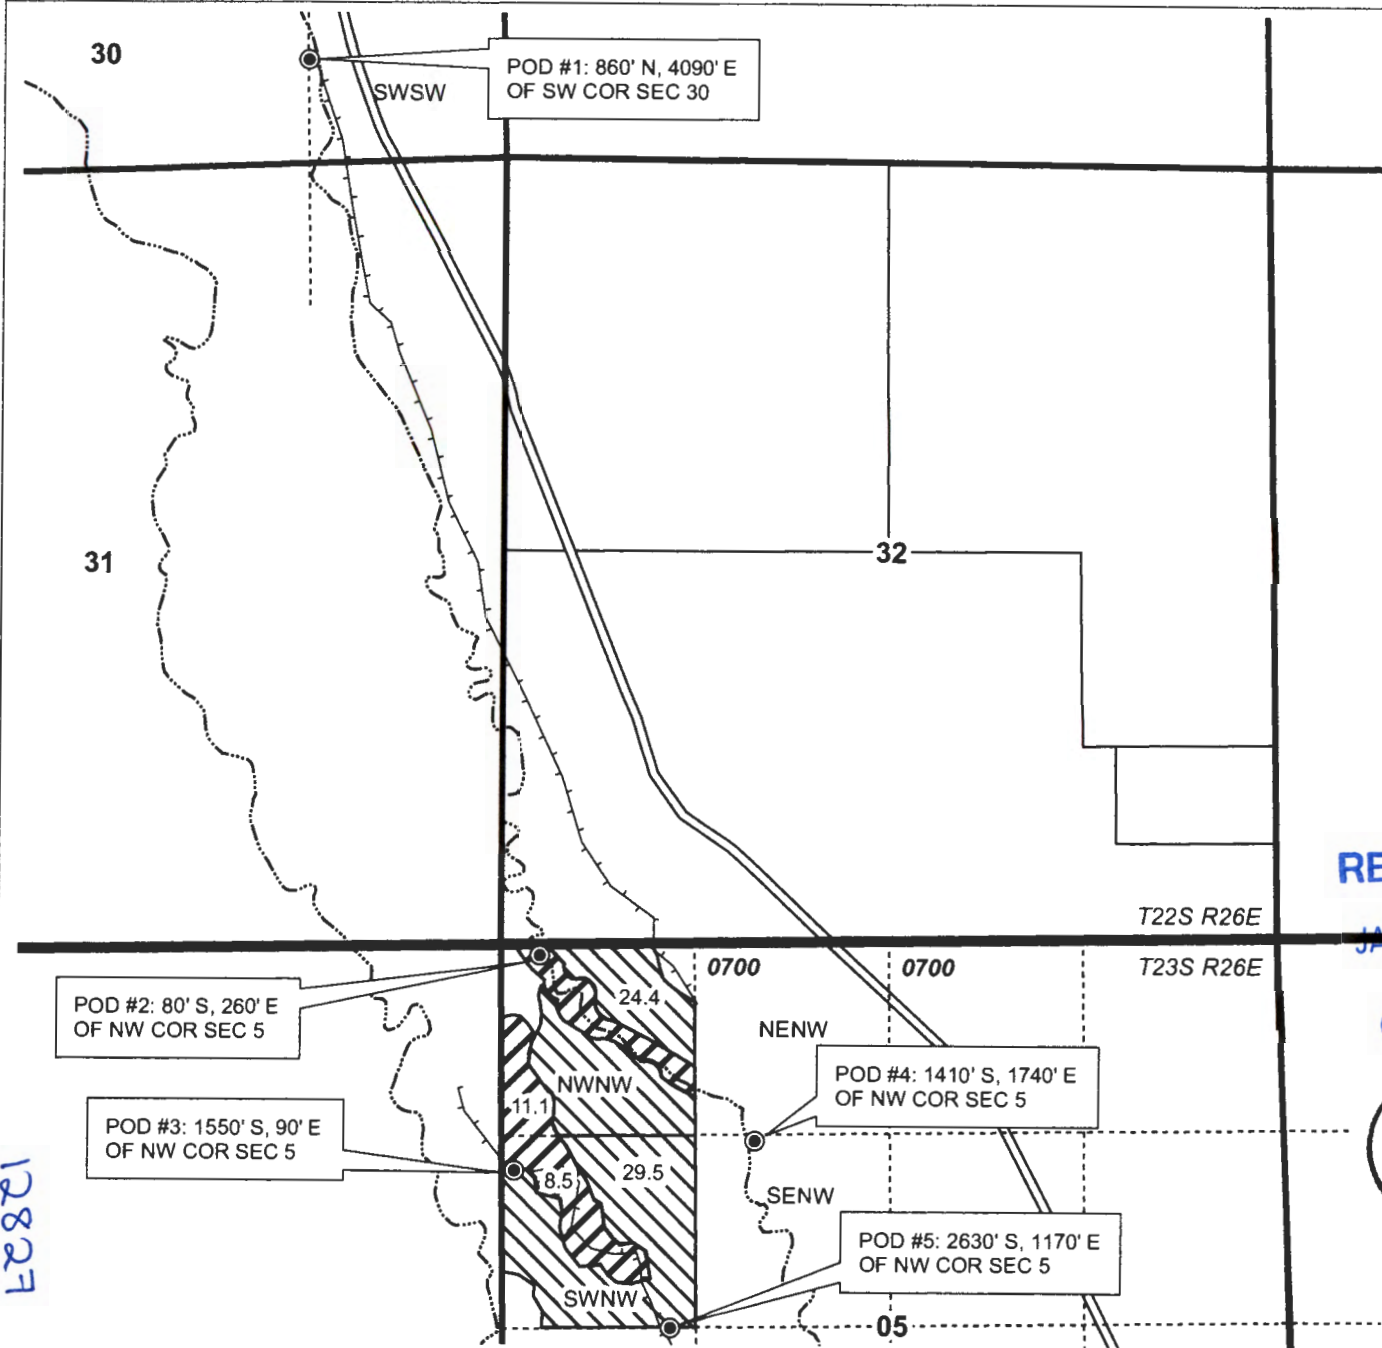 30
POD #1: 860' N, 4090' E
OF SW COR SEC 30
SWSW
31
32
RE
T22S R26E
JA
T23S R26E
0700
0700
24.4
POD #2: 80' S, 260' E
OF NW COR SEC 5
NENW
POD #4: 1410' S, 1740' E
OF NW COR SEC 5
NWNW
11.1
POD #3: 1550' S, 90' E
OF NW COR SEC 5
8.5
29.5
SENW
12827
POD #5: 2630' S, 1170' E
OF NW COR SEC 5
SWNW
05